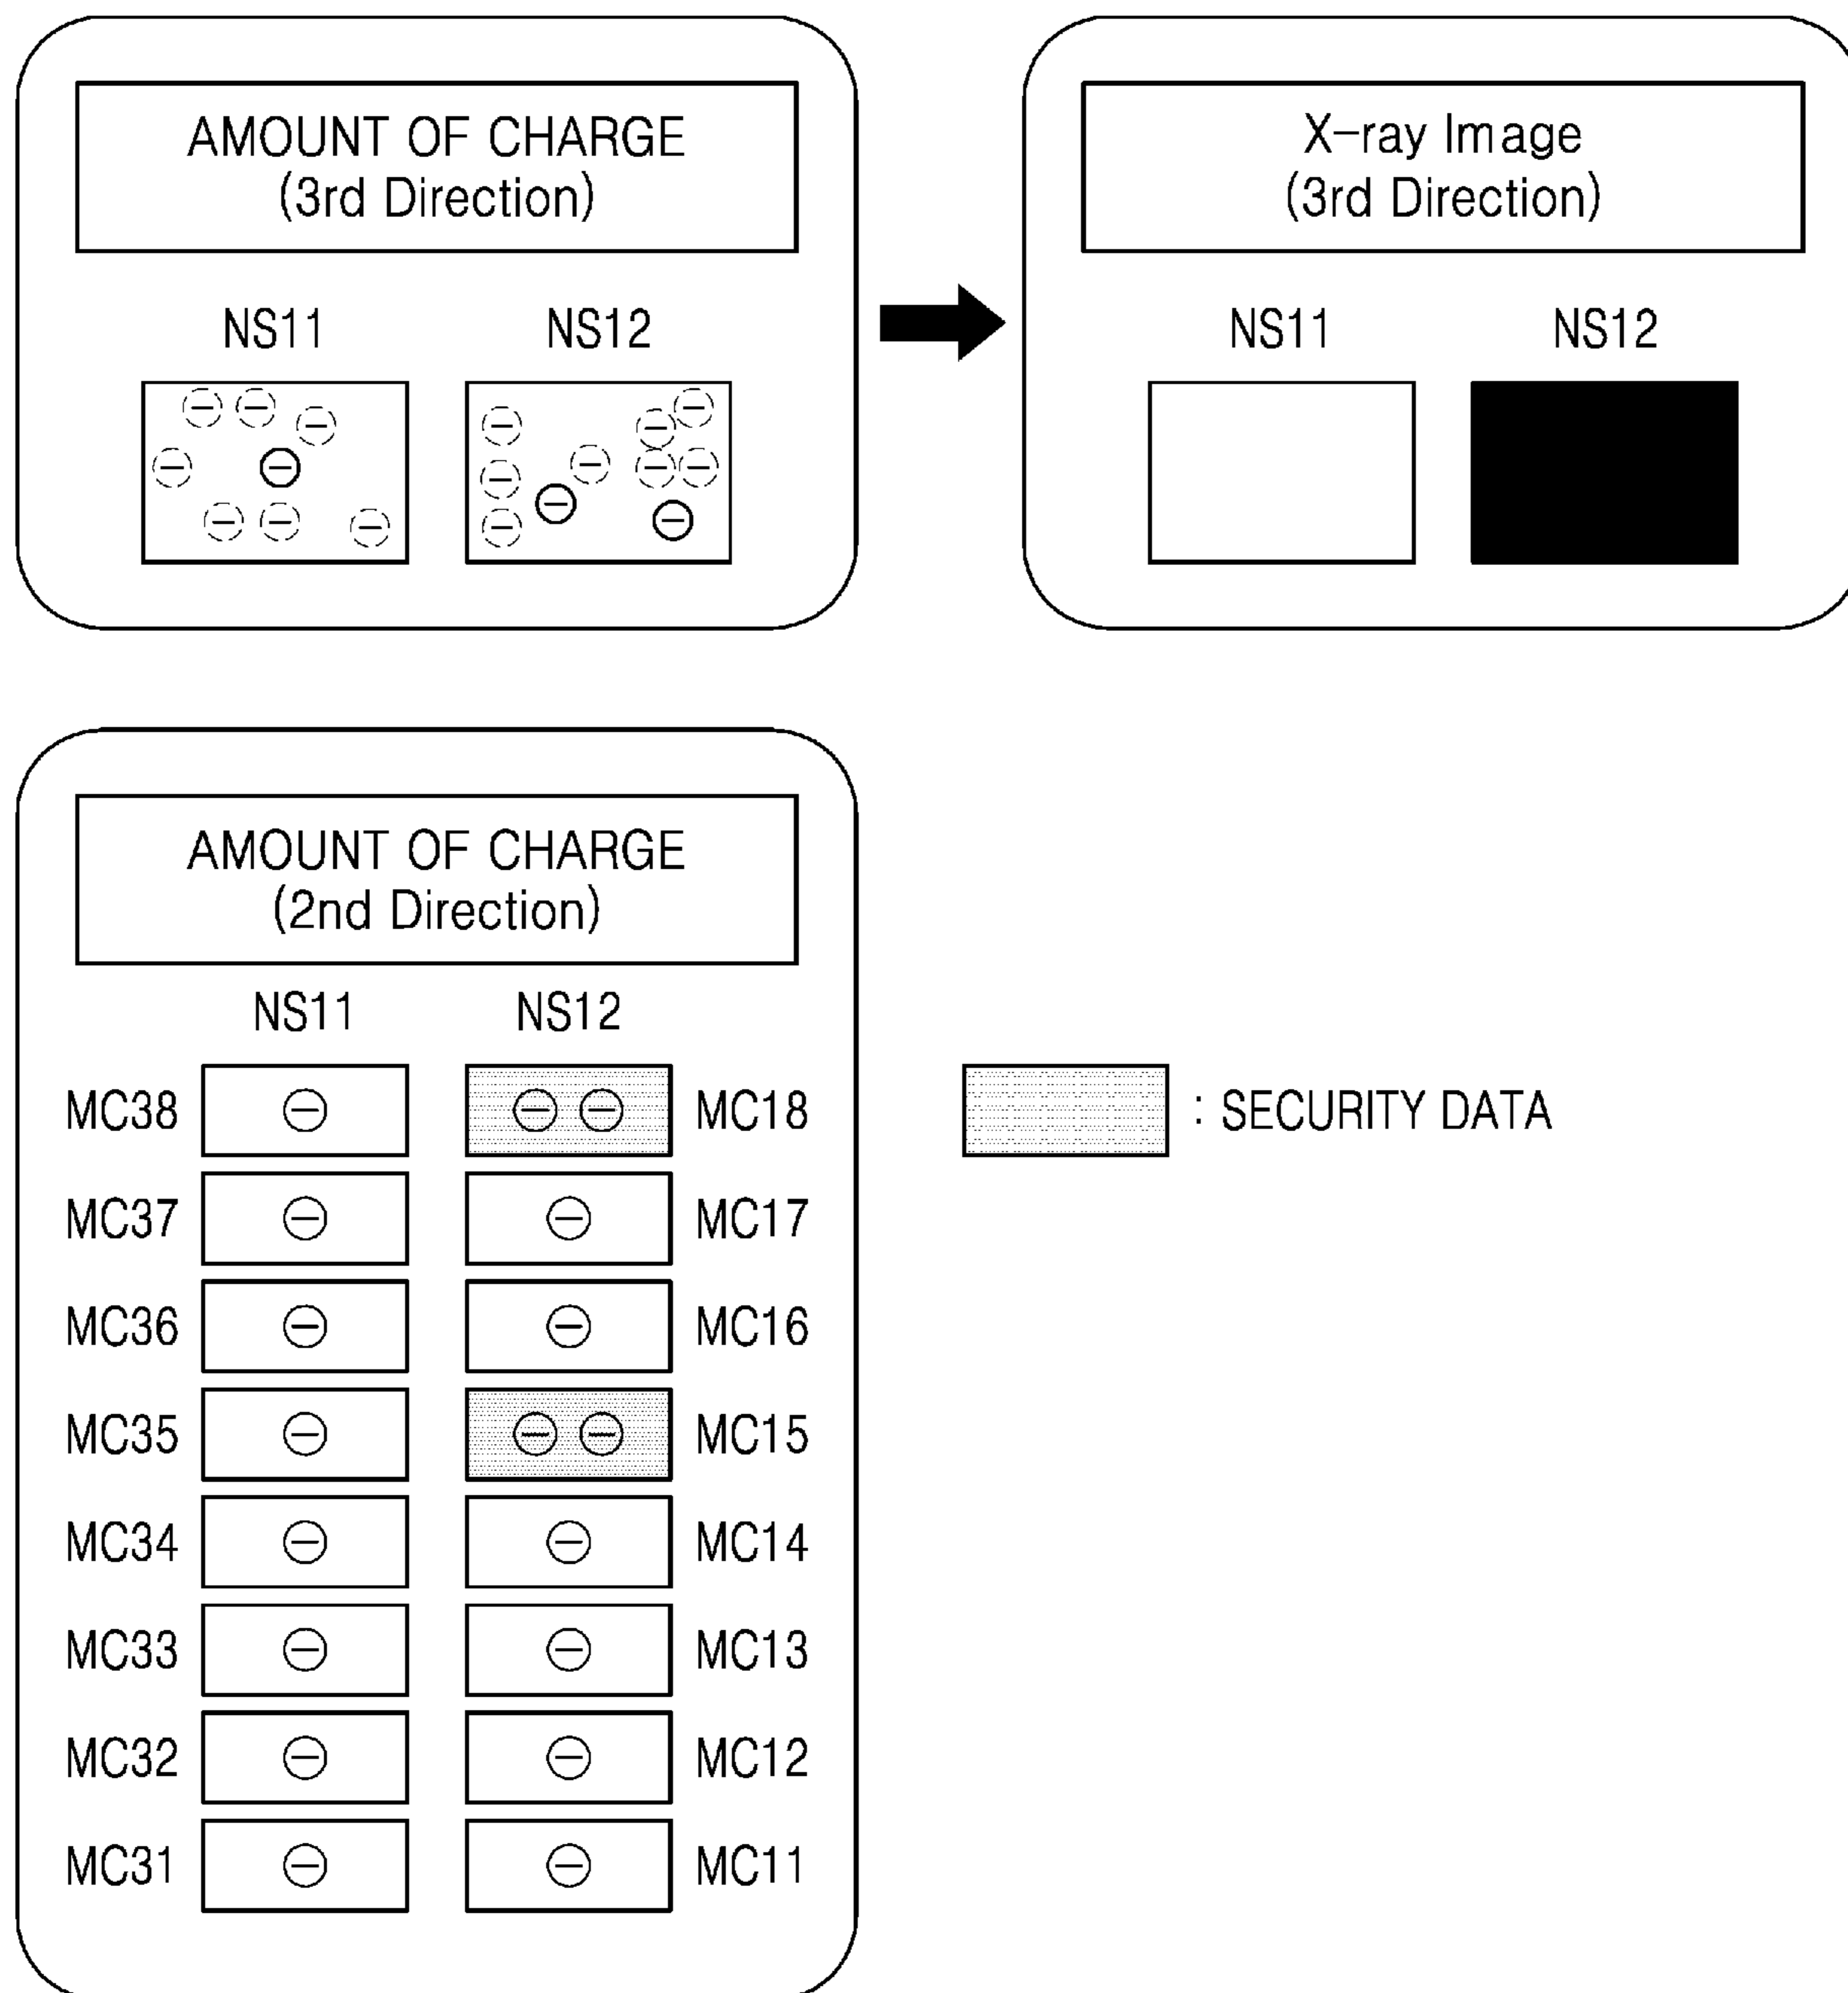 AMOUNT OF CHARGE
(3rd Direction)
NS11 NS12
X-ray Image
(3rd Direction)
NS11 NS12
AMOUNT OF CHARGE
(2nd Direction)
NS11 NS12
MC38 MC18
MC37 MC17
MC36 MC16
MC35 MC15
MC34 MC14
MC33 MC13
MC32 MC12
MC31 MC11
: SECURITY DATA